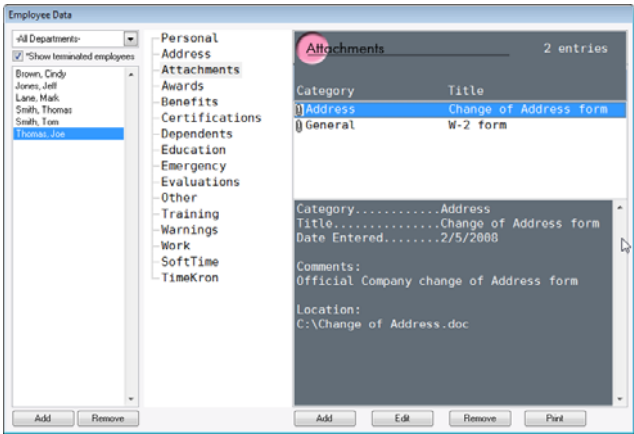 Employee Data
-All Departments-
*Show terminated employees
Brown, Cindy
Jones, Jeff
Lane, Mark
Smith, Thomas
Smith, Tom
Thomas, Joe
Add
Remove
Personal
Address
Attachments
Awards
Benefits
Certifications
Dependents
Education
Emergency
Evaluations
Other
Training
Warnings
Work
SoftTime
TimeKron
Attachments 2 entries
Category Title
Address Change of Address form
General W-2 form
Category............Address
Title...............Change of Address form
Date Entered........2/5/2008
Comments:
Official Company change of Address form
Location:
C:\Change of Address.doc
Add Edit Remove Print